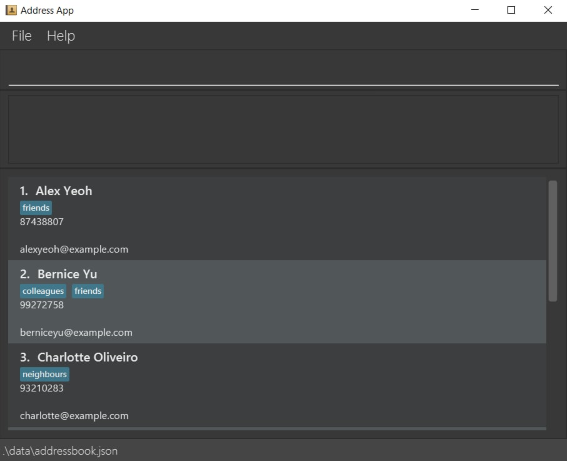 Address App
File Help
1. Alex Yeoh
friends
87438807
alexyeoh@example.com
2. Bernice Yu
colleagues friends
99272758
berniceyu@example.com
3. Charlotte Oliveiro
neighbours
93210283
charlotte@example.com
.\data\addressbook.json